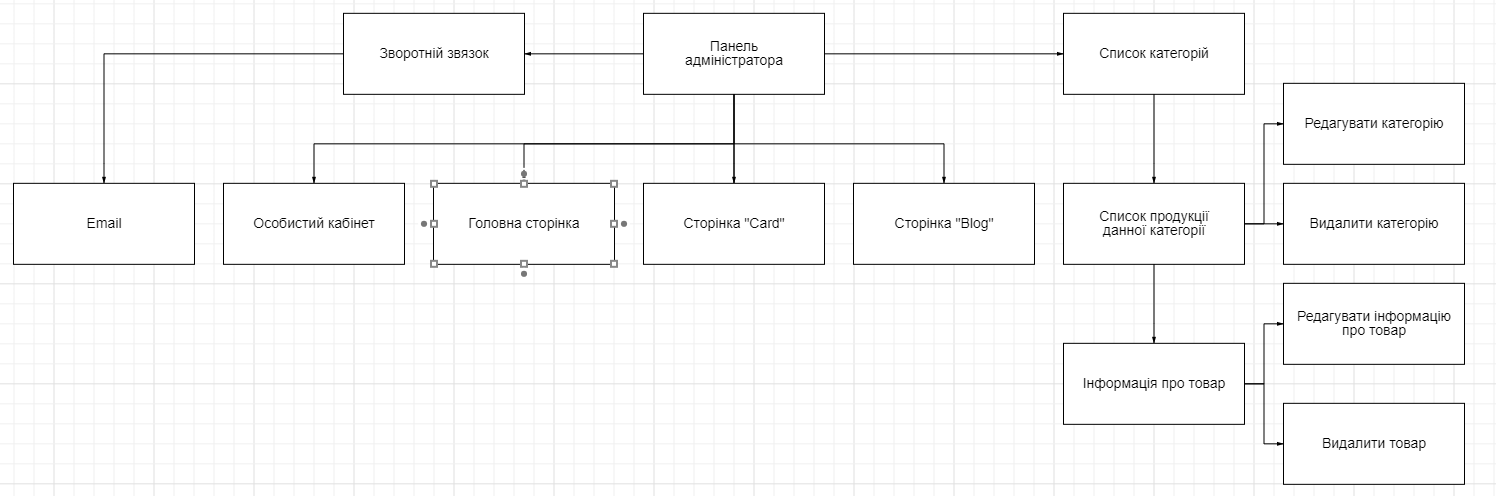 Зворотній звязок
Панель
адміністратора
Список категорій
Редагувати категорію
Email
Особистий кабінет
Головна сторінка
Сторінка "Card"
Сторінка "Blog"
Список продукції
данної категорії
Видалити категорію
Редагувати інформацію
про товар
Інформація про товар
Видалити товар